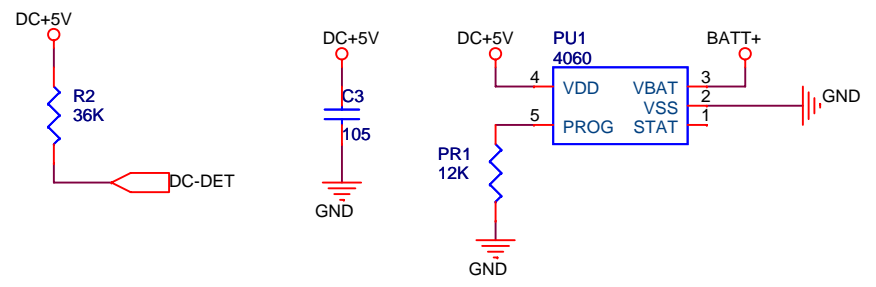 DC+5V
R2
36K
DC-DET
DC+5V
C3
105
GND
DC+5V
PU1
4060
BATT+
4
VDD
VBAT
3
VSS
2
GND
5
PROG
STAT
1
PR1
12K
GND